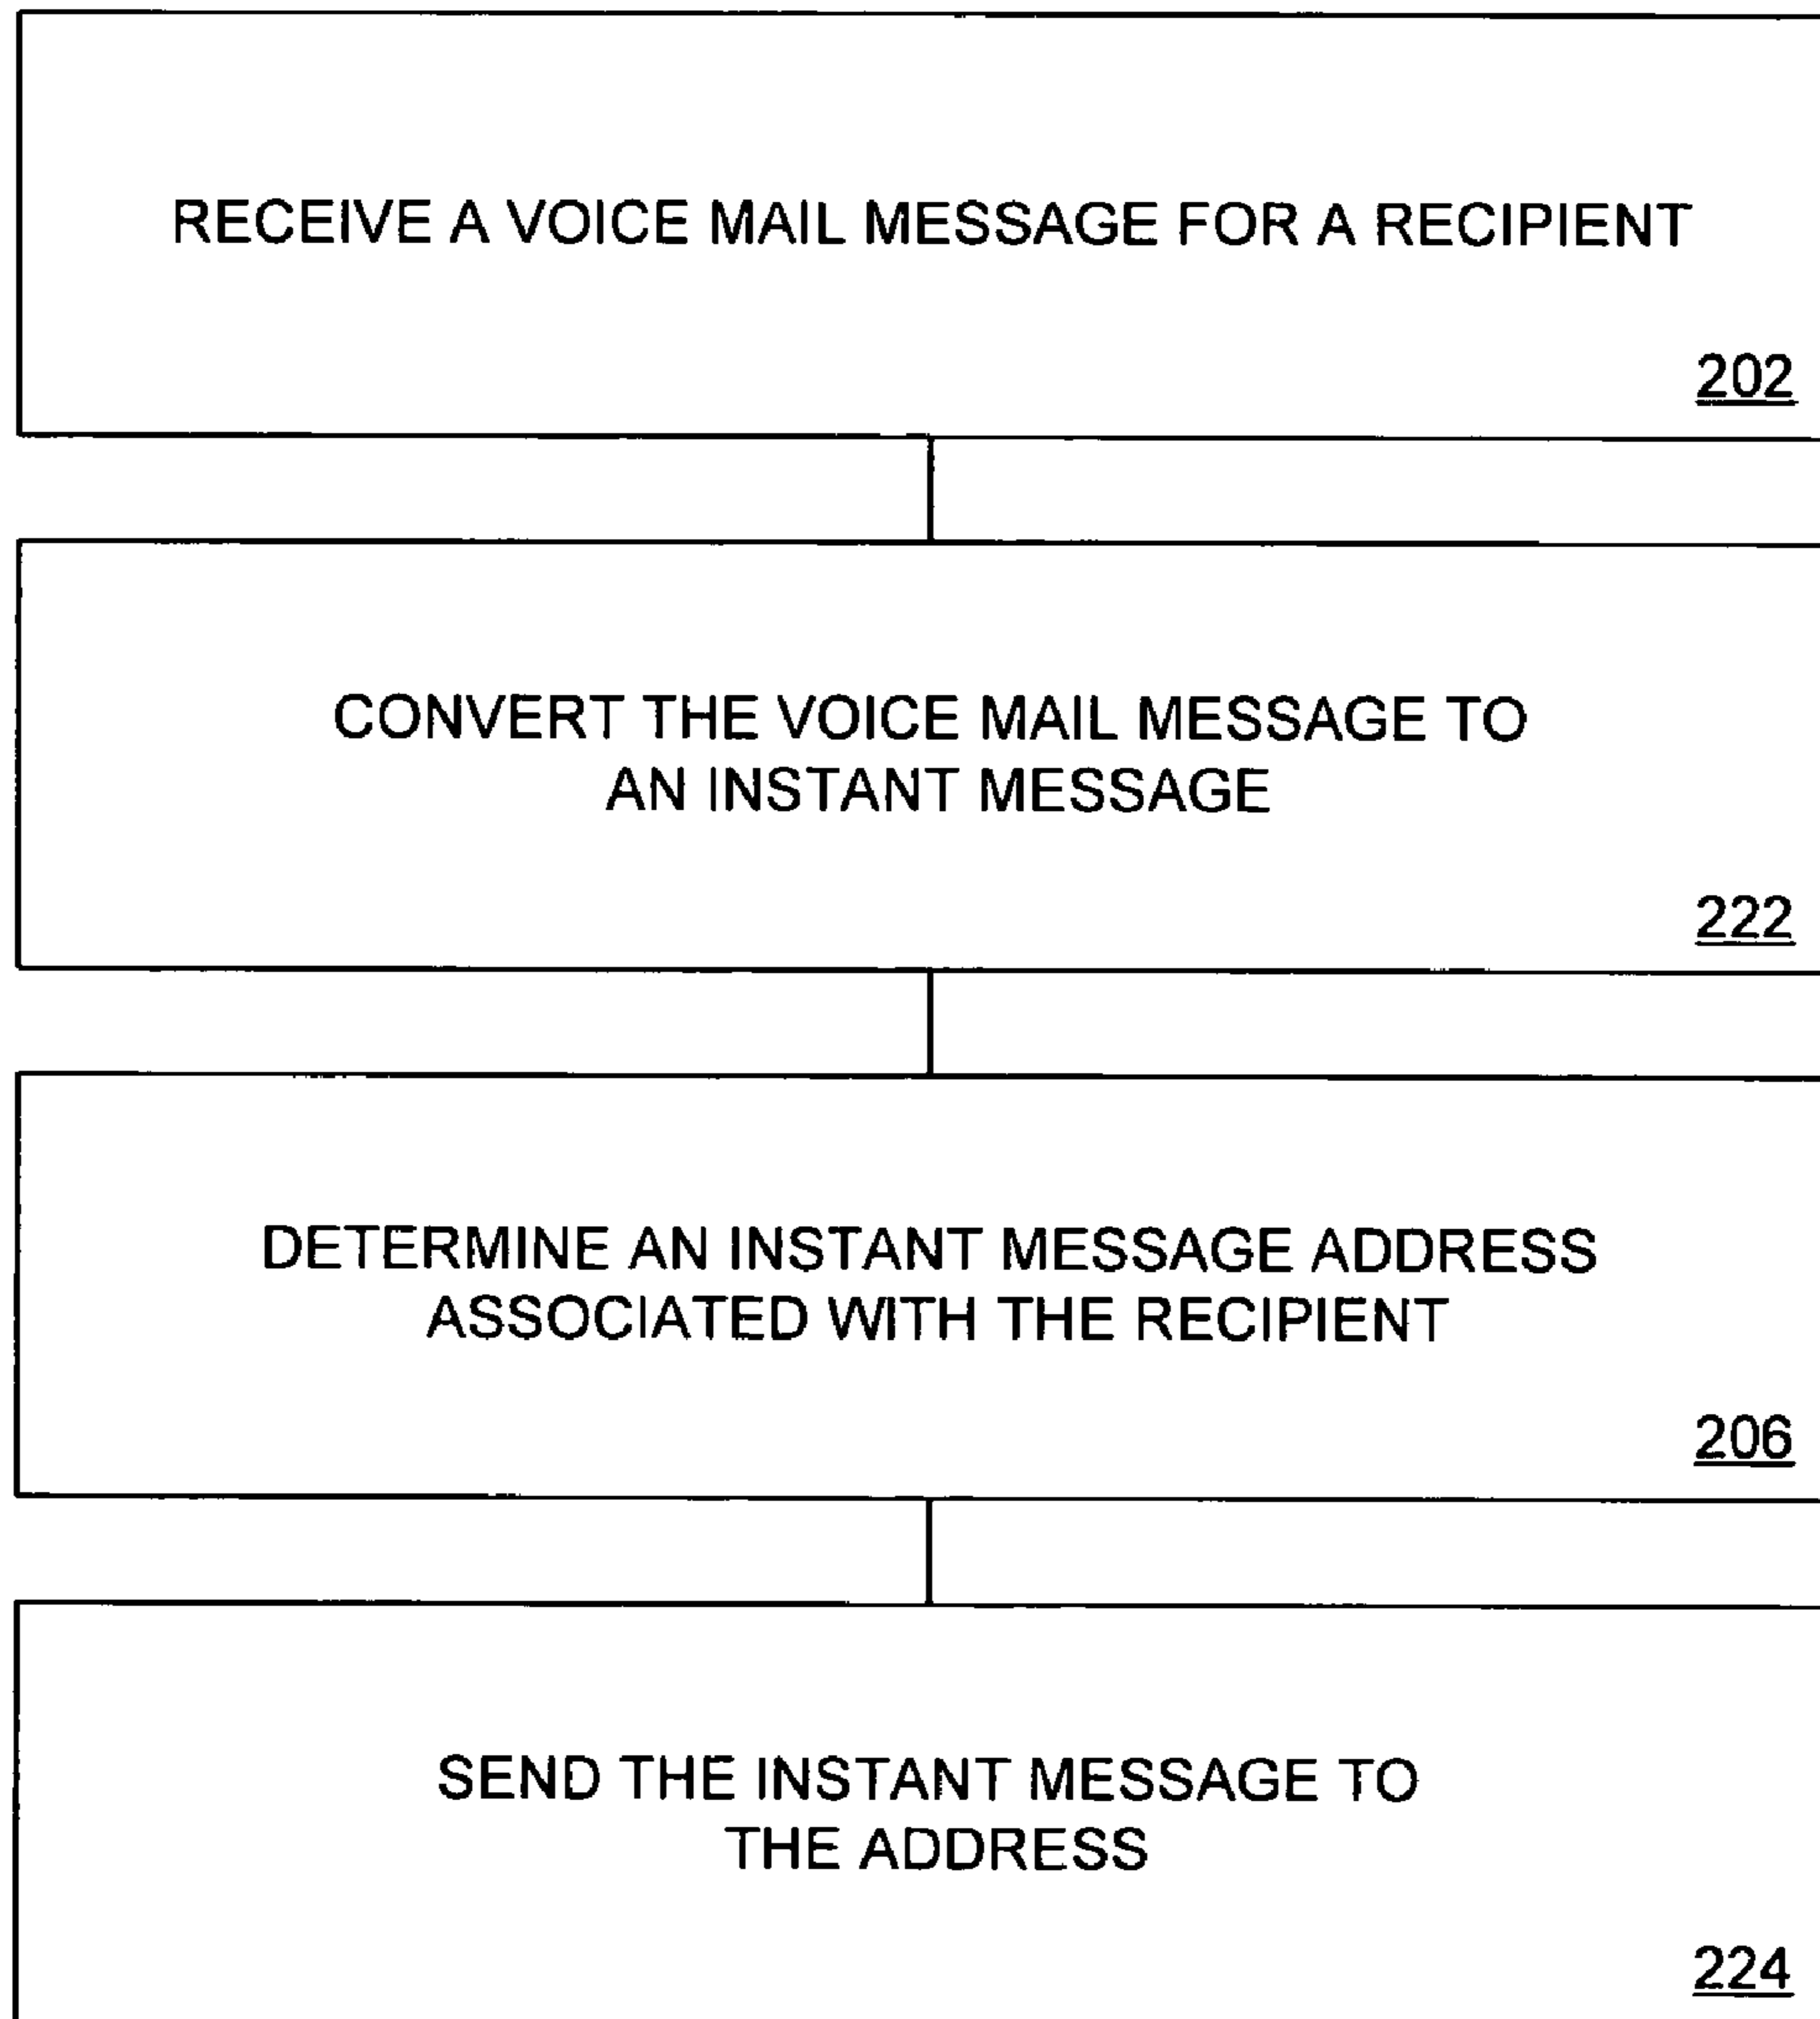 RECEIVE A VOICE MAIL MESSAGE FOR A RECIPIENT
202
CONVERT THE VOICE MAIL MESSAGE TO
AN INSTANT MESSAGE
222
DETERMINE AN INSTANT MESSAGE ADDRESS
ASSOCIATED WITH THE RECIPIENT
206
SEND THE INSTANT MESSAGE TO
THE ADDRESS
224